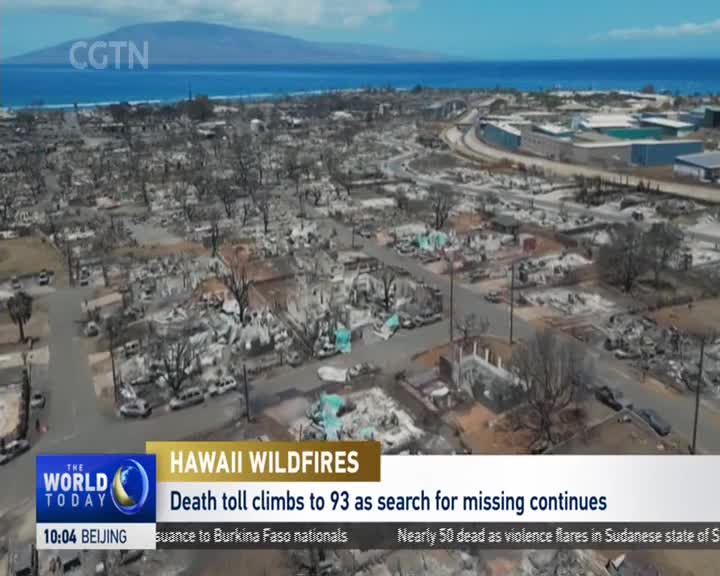 CGTN
HAWAII WILDFIRES
THE
WORLD
TODAY
Death toll climbs to 93 as search for missing continues
10:04 BEIJING
suance to Burkina Faso nationals Nearly 50 dead as violence flares in Sudanese state of S